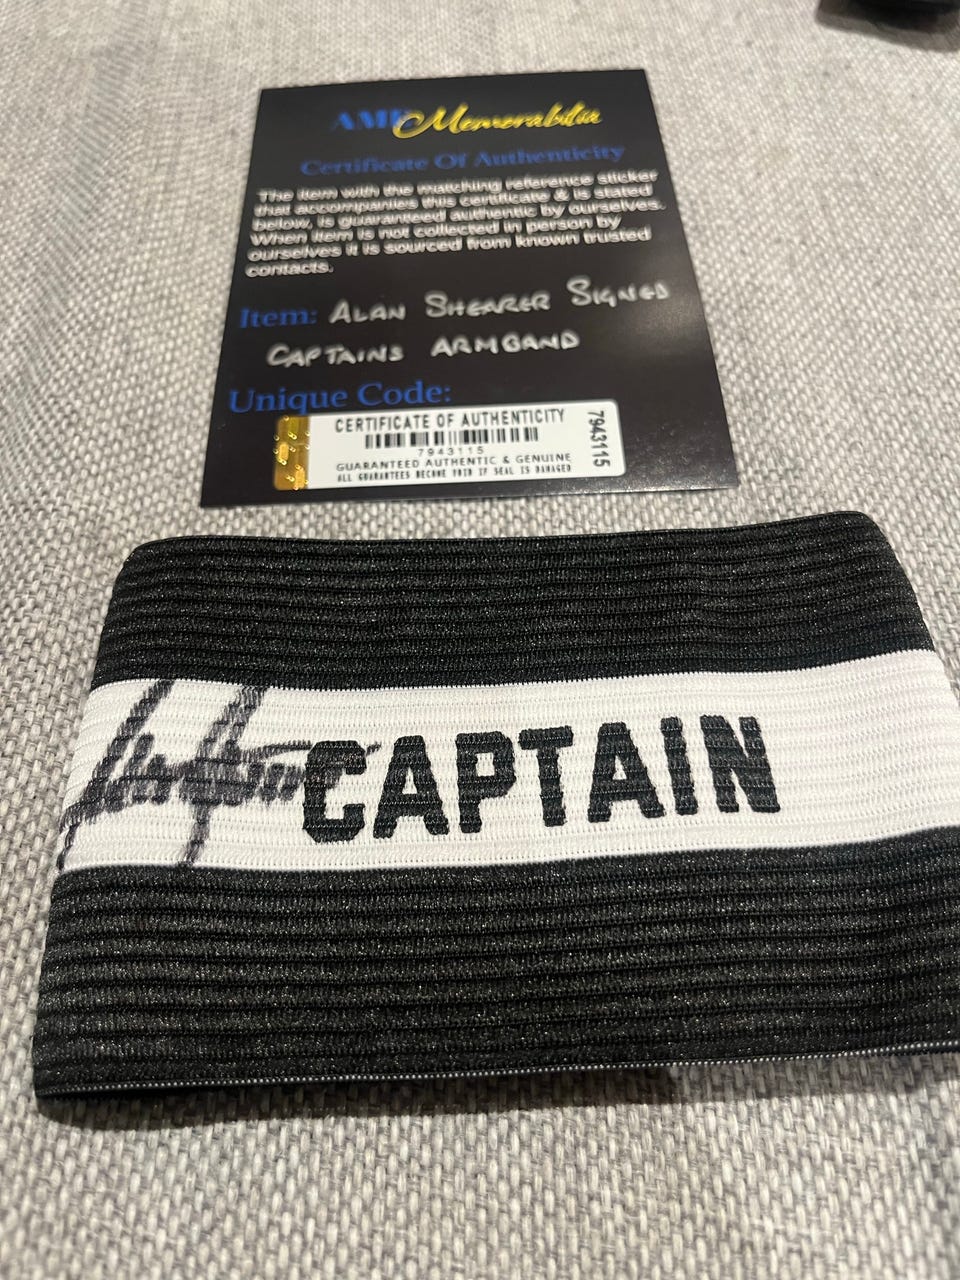 Memorabilia
Certificate Of Authenticity
The item with the matching reference sticker
that accompanies this certificate & is stated
below, is guaranteed authentic by ourselves.
When item is not collected in person by
ourselves it is sourced from known trusted
contacts.
Item: ALAN SHEARER SIGNED
CAPTAINS ARMBAND
Unique Code:
CERTIFICATE OF AUTHENTICITY
7943115
7943115
GUARANTEED AUTHENTIC & GENUINE
ALL GUARANTEES BECOME VOID IF SEAL IS DAMAGED
CAPTAIN